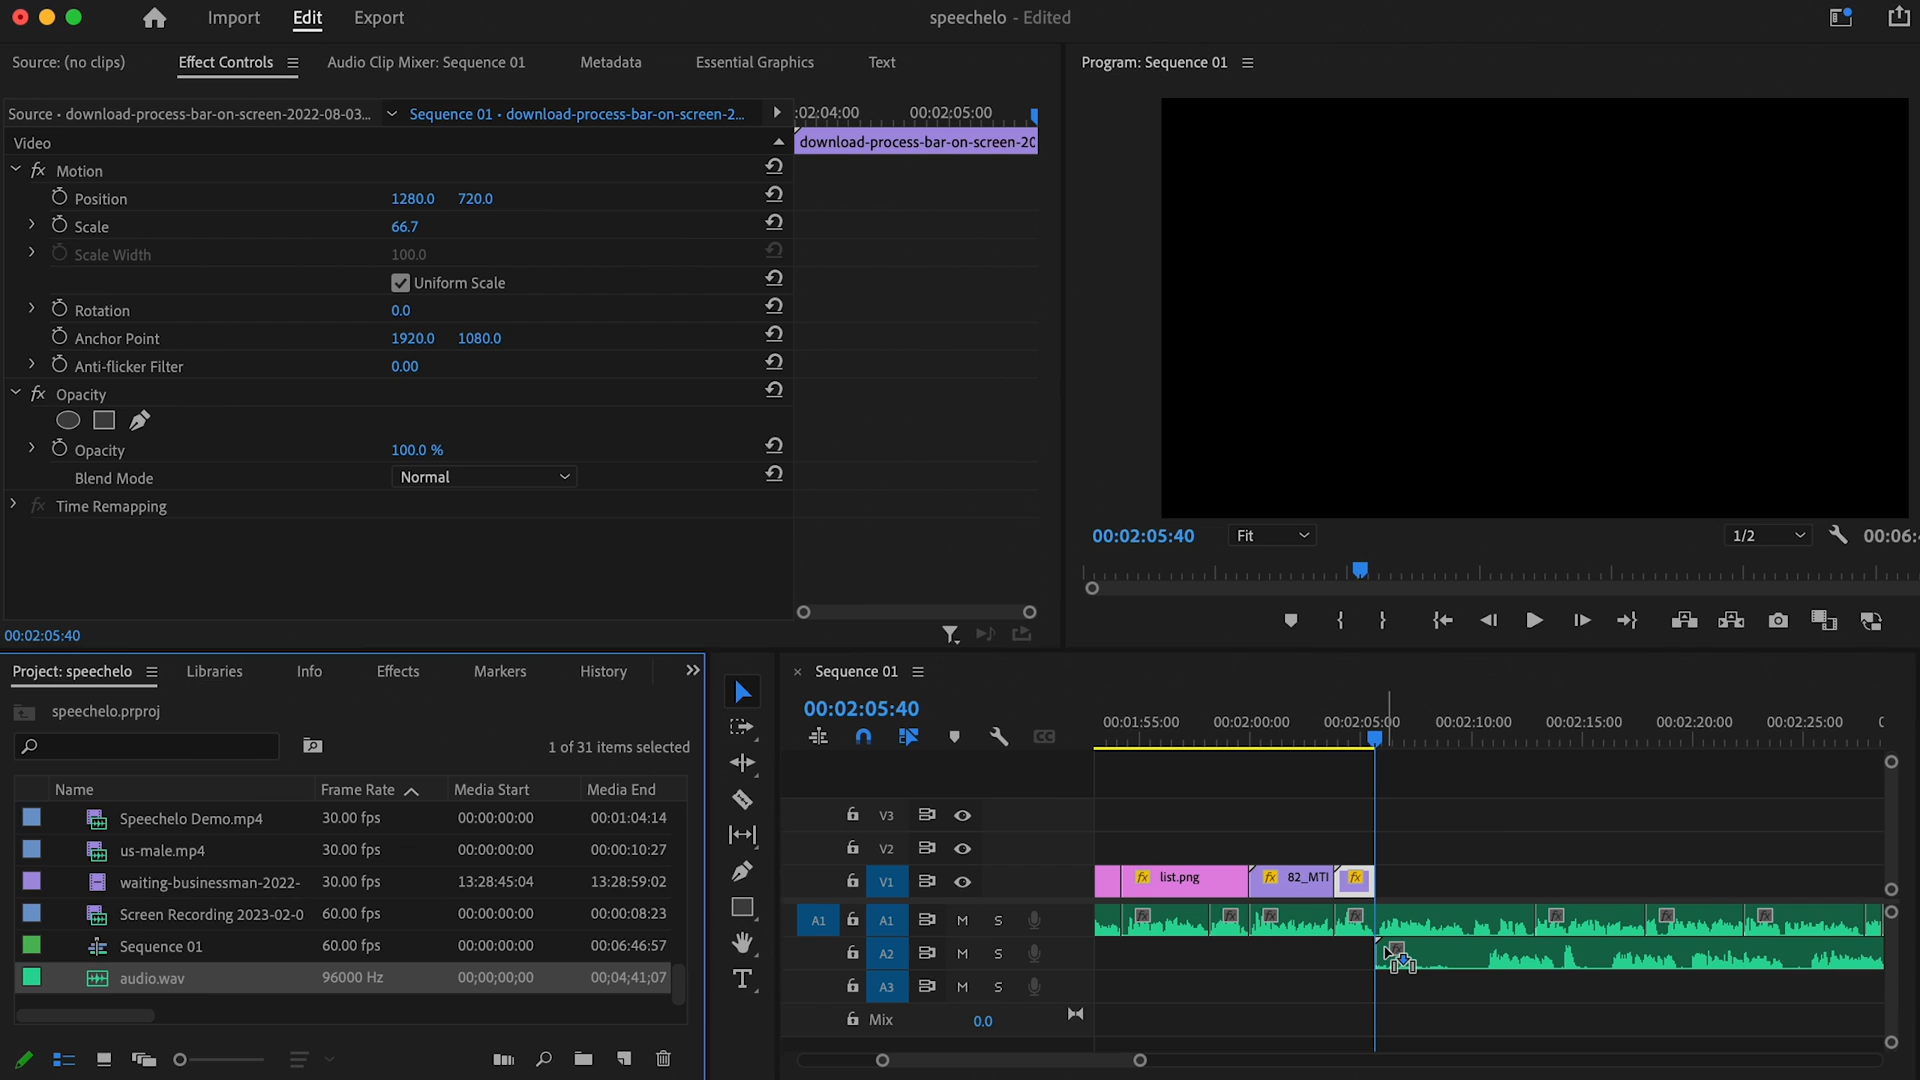 Import Edit Export speechelo - Edited
Source: (no clips) Effect Controls Audio Clip Mixer: Sequence 01 Metadata Essential Graphics Text Program: Sequence 01
Source • download-process-bar-on-screen-2022-08-03... Sequence 01 • download-process-bar-on-screen-2... :02:04:00 00:02:05:00
Video download-process-bar-on-screen-20
fx Motion
Position 1280.0 720.0
Scale 66.7
Scale Width 100.0
Uniform Scale
Rotation 0.0
Anchor Point 1920.0 1080.0
Anti-flicker Filter 0.00
fx Opacity
Opacity 100.0 %
Blend Mode Normal
fx Time Remapping
00:02:05:40 Fit 1/2 00:06:
00:02:05:40
Project: speechelo Libraries Info Effects Markers History Sequence 01
speechelo.prproj 00:02:05:40
00:01:55:00 00:02:00:00 00:02:05:00 00:02:10:00 00:02:15:00 00:02:20:00 00:02:25:00
1 of 31 items selected CC
Name Frame Rate Media Start Media End
Speechelo Demo.mp4 30.00 fps 00:00:00:00 00:01:04:14 V3
us-male.mp4 30.00 fps 00:00:00:00 00:00:10:27 V2
waiting-businessman-2022- 30.00 fps 13:28:45:04 13:28:59:02 V1 fx list.png fx 82_MTI fx
Screen Recording 2023-02-0 60.00 fps 00:00:00:00 00:00:08:23 A1 A1 M S
Sequence 01 60.00 fps 00:00:00:00 00:06:46:57 A2 M S
audio.wav 96000 Hz 00;00;00;00 00;04;41;07 A3 M S
Mix 0.0
T